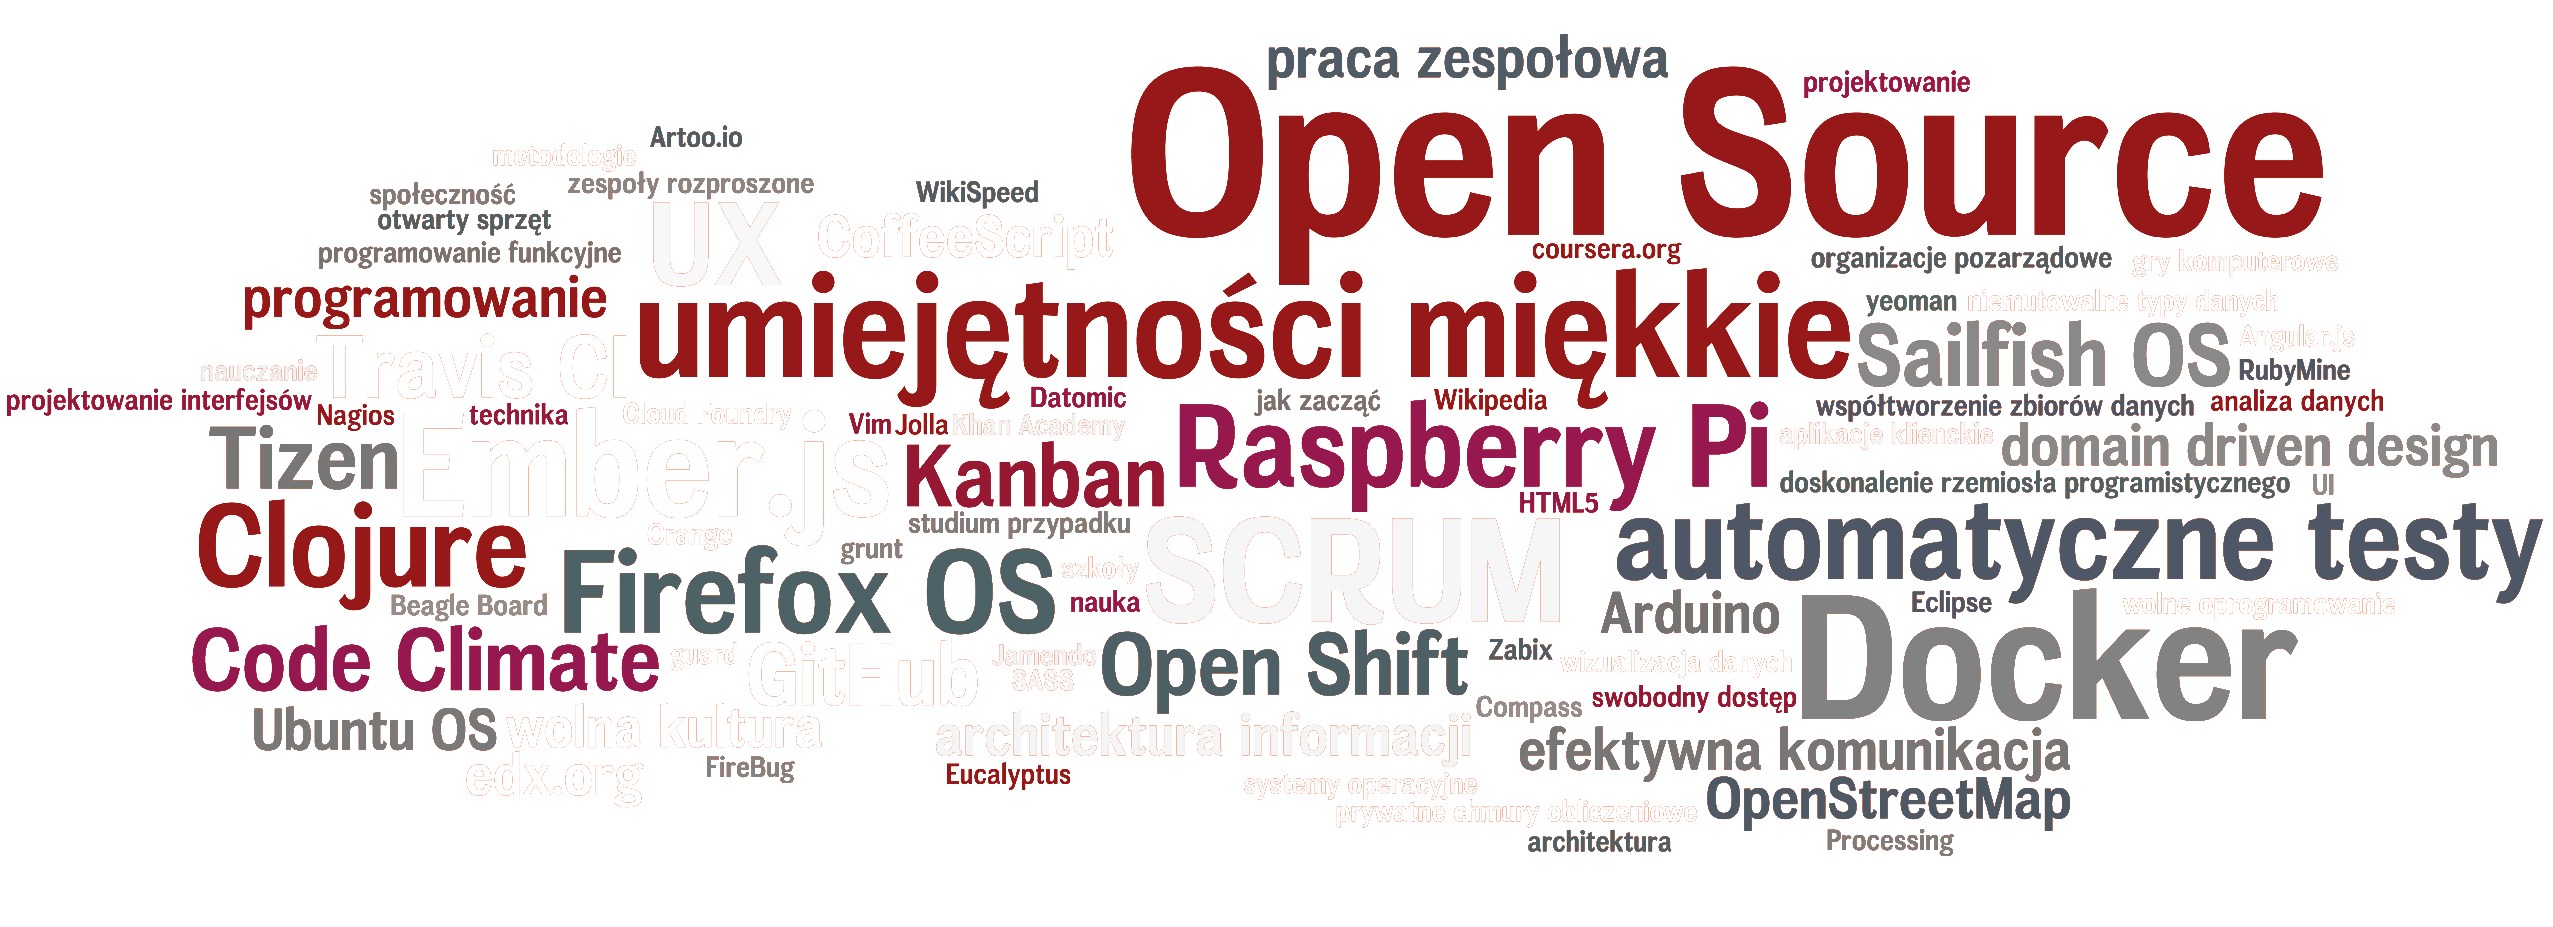 praca zespołowa
Open Source
projektowanie
Artoo.io
metodologie
zespoły rozproszone
społeczność
WikiSpeed
otwarty sprzęt
UX
CoffeeScript
programowanie funkcyjne
coursera.org
organizacje pozarządowe
gry komputerowe
programowanie
umiejętności miękkie
yeoman
niemutowalne typy danych
Travis CI
Sailfish OS
Angular.js
nauczanie
RubyMine
projektowanie interfejsów
Nagios
technika
Cloud Foundry
Datomic
jak zacząć
Wikipedia
współtworzenie zbiorów danych
analiza danych
Vim
Jolla
Khan Academy
Tizen
Ember.js
Kanban
Raspberry Pi
aplikacje klienckie
domain driven design
doskonalenie rzemiosła programistycznego
UI
HTML5
studium przypadku
Clojure
Orange
grunt
SCRUM
automatyczne testy
Firefox OS
szkoły
nauka
Beagle Board
Arduino
Eclipse
wolne oprogramowanie
Code Climate
guard
GitHub
Jamendo
SASS
Open Shift
Zabix
wizualizacja danych
Docker
swobodny dostęp
Compass
Ubuntu OS
wolna kultura
architektura informacji
efektywna komunikacja
edx.org
FireBug
Eucalyptus
systemy operacyjne
OpenStreetMap
prywatne chmury obliczeniowe
architektura
Processing